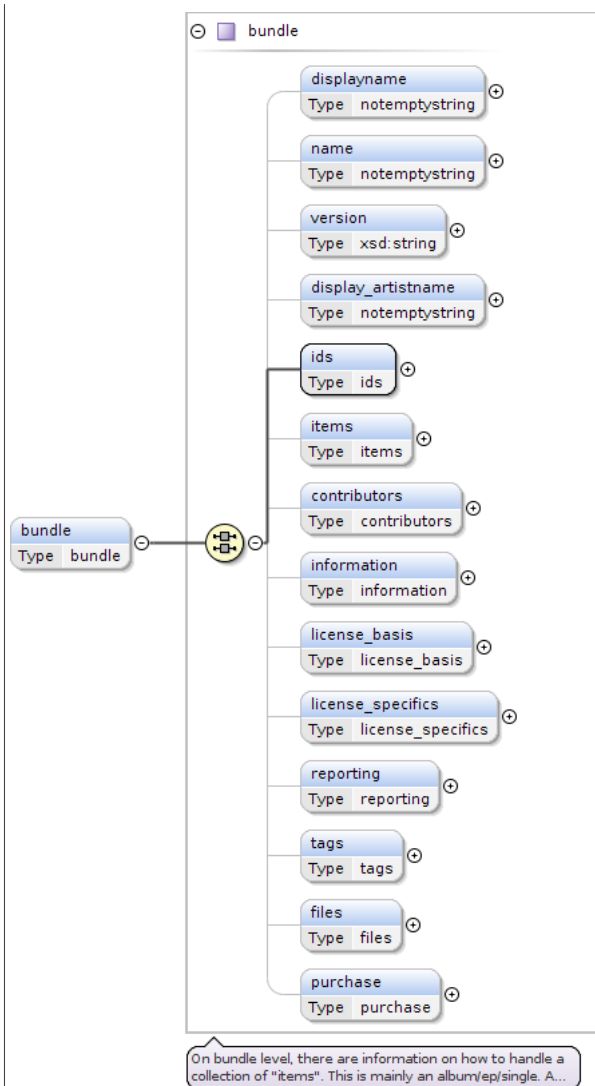 bundle
displayname
Type notemptystring
name
Type notemptystring
version
Type xsd:string
display_artistname
Type notemptystring
ids
Type ids
items
Type items
contributors
Type contributors
bundle
Type bundle
information
Type information
license_basis
Type license_basis
license_specifics
Type license_specifics
reporting
Type reporting
tags
Type tags
files
Type files
purchase
Type purchase
On bundle level, there are information on how to handle a
collection of "items". This is mainly an album/ep/single. A...